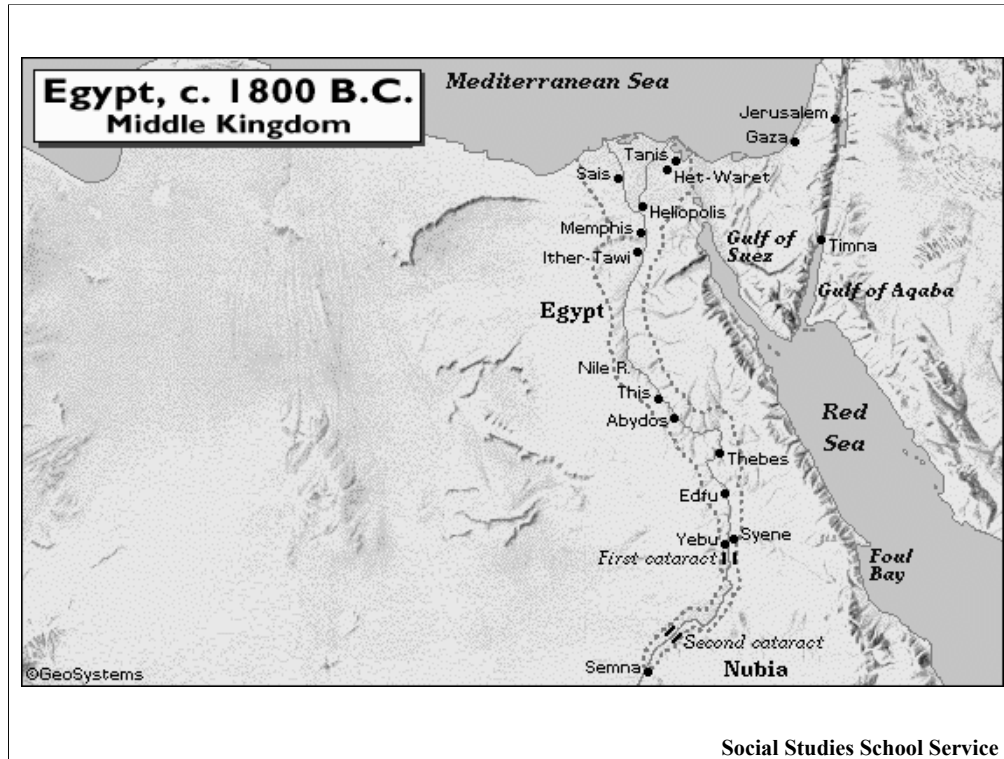 Egypt, c. 1800 B.C.
Middle Kingdom
Mediterranean Sea
Jerusalem
Gaza
Tanis
Sais
Het-Waret
Heliopolis
Memphis
Gulf of
Suez
Timna
Ither-Tawi
Gulf of Aqaba
Egypt
Nile R.
This
Abydos
Red
Sea
Thebes
Edfu
Yebu
Syene
First cataract
Foul
Bay
Second cataract
Semna
Nubia
©GeoSystems
Social Studies School Service